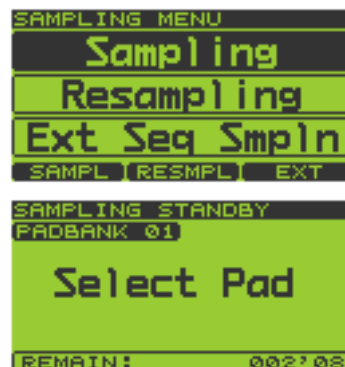 SAMPLING MENU
Sampling
Resampling
Ext Seq Smpln
SAMPL RESMPL EXT
SAMPLING STANDBY
PADBANK 01
Select Pad
REMAIN: 002'08